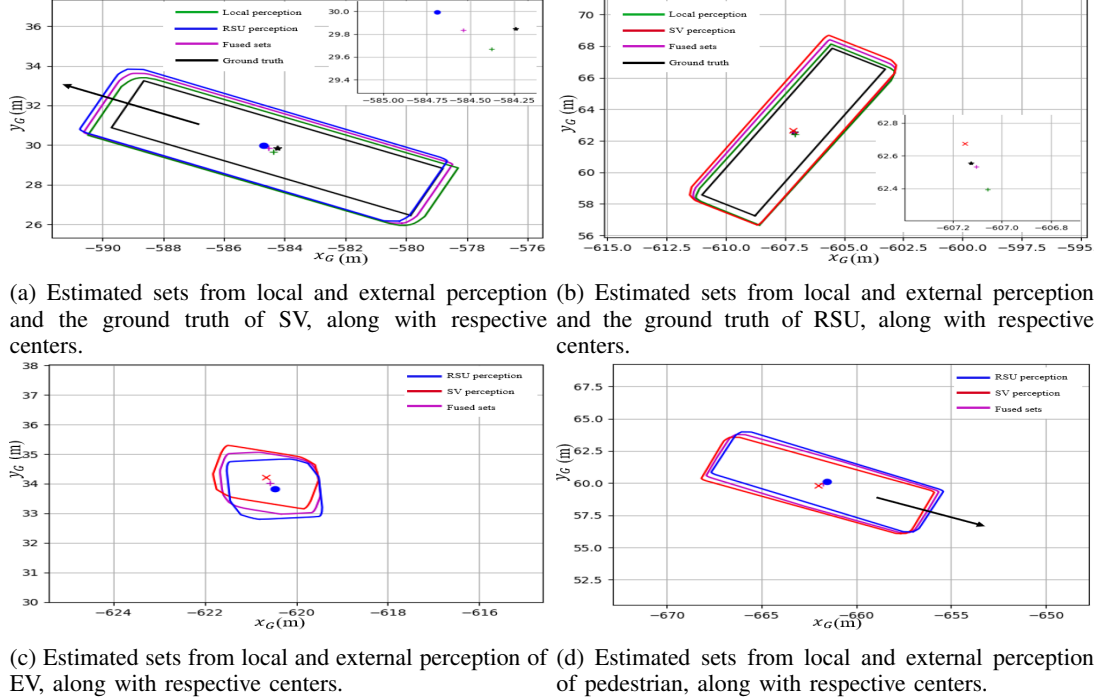 36
34
32
30
28
26
y_G (m)
Local perception
RSU perception
Fused sets
Ground truth
30.0
29.8
29.6
29.4
−585.00
−584.75
−584.50
−584.25
−590
−588
−586
−584
−582
−580
−578
−576
x_G (m)
70
68
66
64
62
60
58
56
y_G (m)
Local perception
SV perception
Fused sets
Ground truth
62.8
62.6
62.4
−607.2
−607.0
−606.8
−615.0
−612.5
−610.0
−607.5
−605.0
−602.5
−600.0
−597.5
−595
x_G (m)
(a) Estimated sets from local and external perception
and the ground truth of SV, along with respective
centers.
(b) Estimated sets from local and external perception
and the ground truth of RSU, along with respective
centers.
38
37
36
35
34
33
32
31
30
y_G (m)
RSU perception
SV perception
Fused sets
−624
−622
−620
−618
−616
x_G (m)
67.5
65.0
62.5
60.0
57.5
55.0
52.5
y_G (m)
RSU perception
SV perception
Fused sets
−670
−665
−660
−655
−650
x_G (m)
(c) Estimated sets from local and external perception of
EV, along with respective centers.
(d) Estimated sets from local and external perception
of pedestrian, along with respective centers.